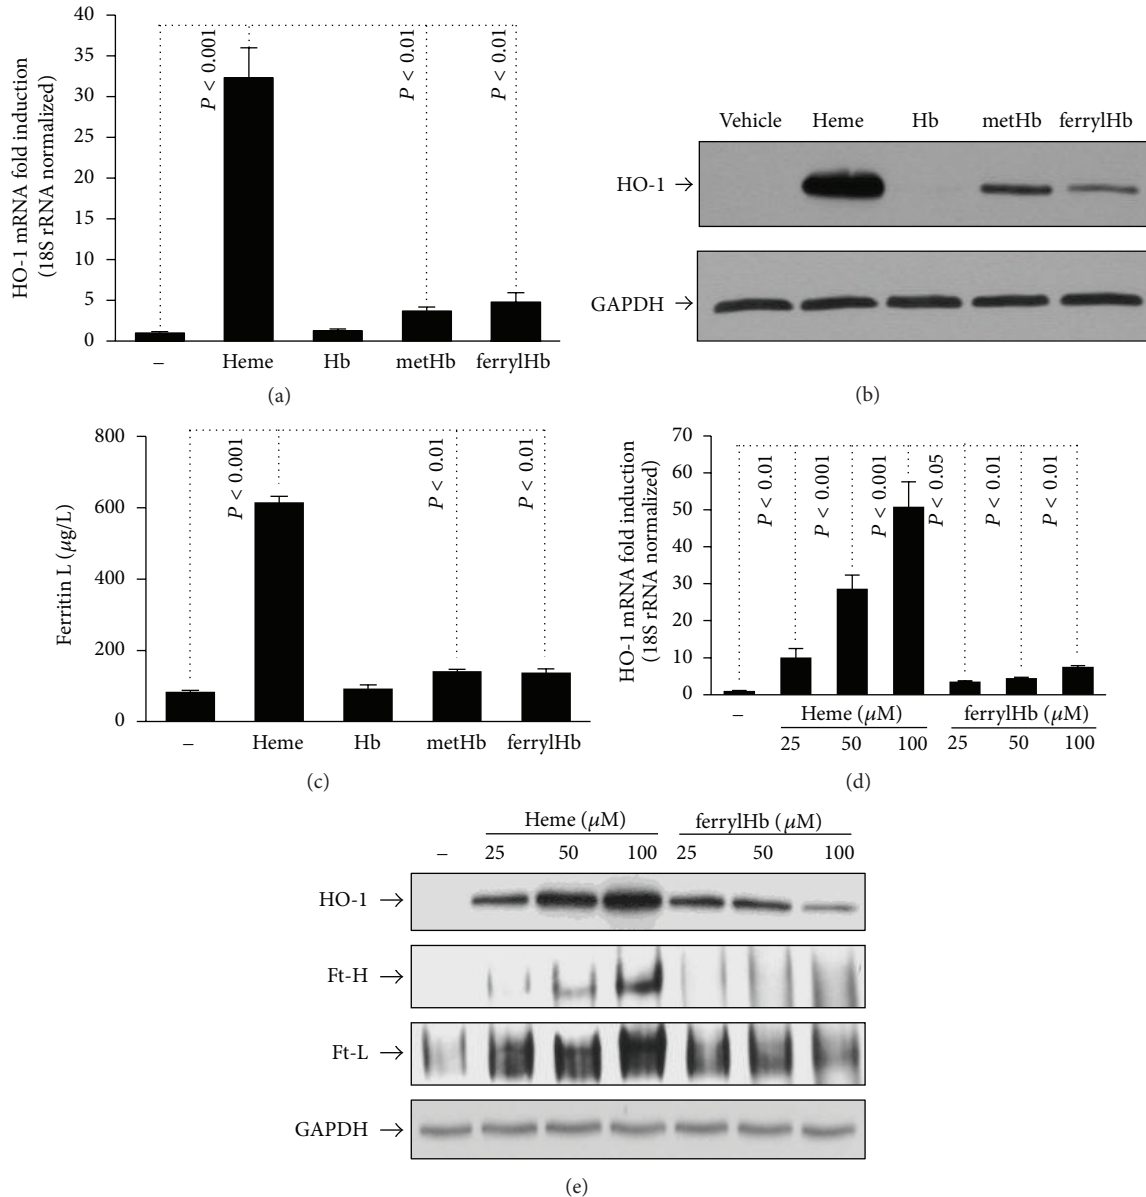 HO-1 mRNA fold induction
(18S rRNA normalized)
40
35
30
25
20
15
10
5
0
P < 0.001
P < 0.01
P < 0.01
– Heme Hb metHb ferrylHb
(a)
Vehicle Heme Hb metHb ferrylHb
HO-1 →
GAPDH →
(b)
Ferritin L (µg/L)
800
600
400
200
0
P < 0.001
P < 0.01
P < 0.01
– Heme Hb metHb ferrylHb
(c)
HO-1 mRNA fold induction
(18S rRNA normalized)
70
60
50
40
30
20
10
0
P < 0.01
P < 0.001
P < 0.001
P < 0.05
P < 0.01
P < 0.01
– Heme (µM) ferrylHb (µM)
25 50 100 25 50 100
(d)
Heme (µM) ferrylHb (µM)
– 25 50 100 25 50 100
HO-1 →
Ft-H →
Ft-L →
GAPDH →
(e)